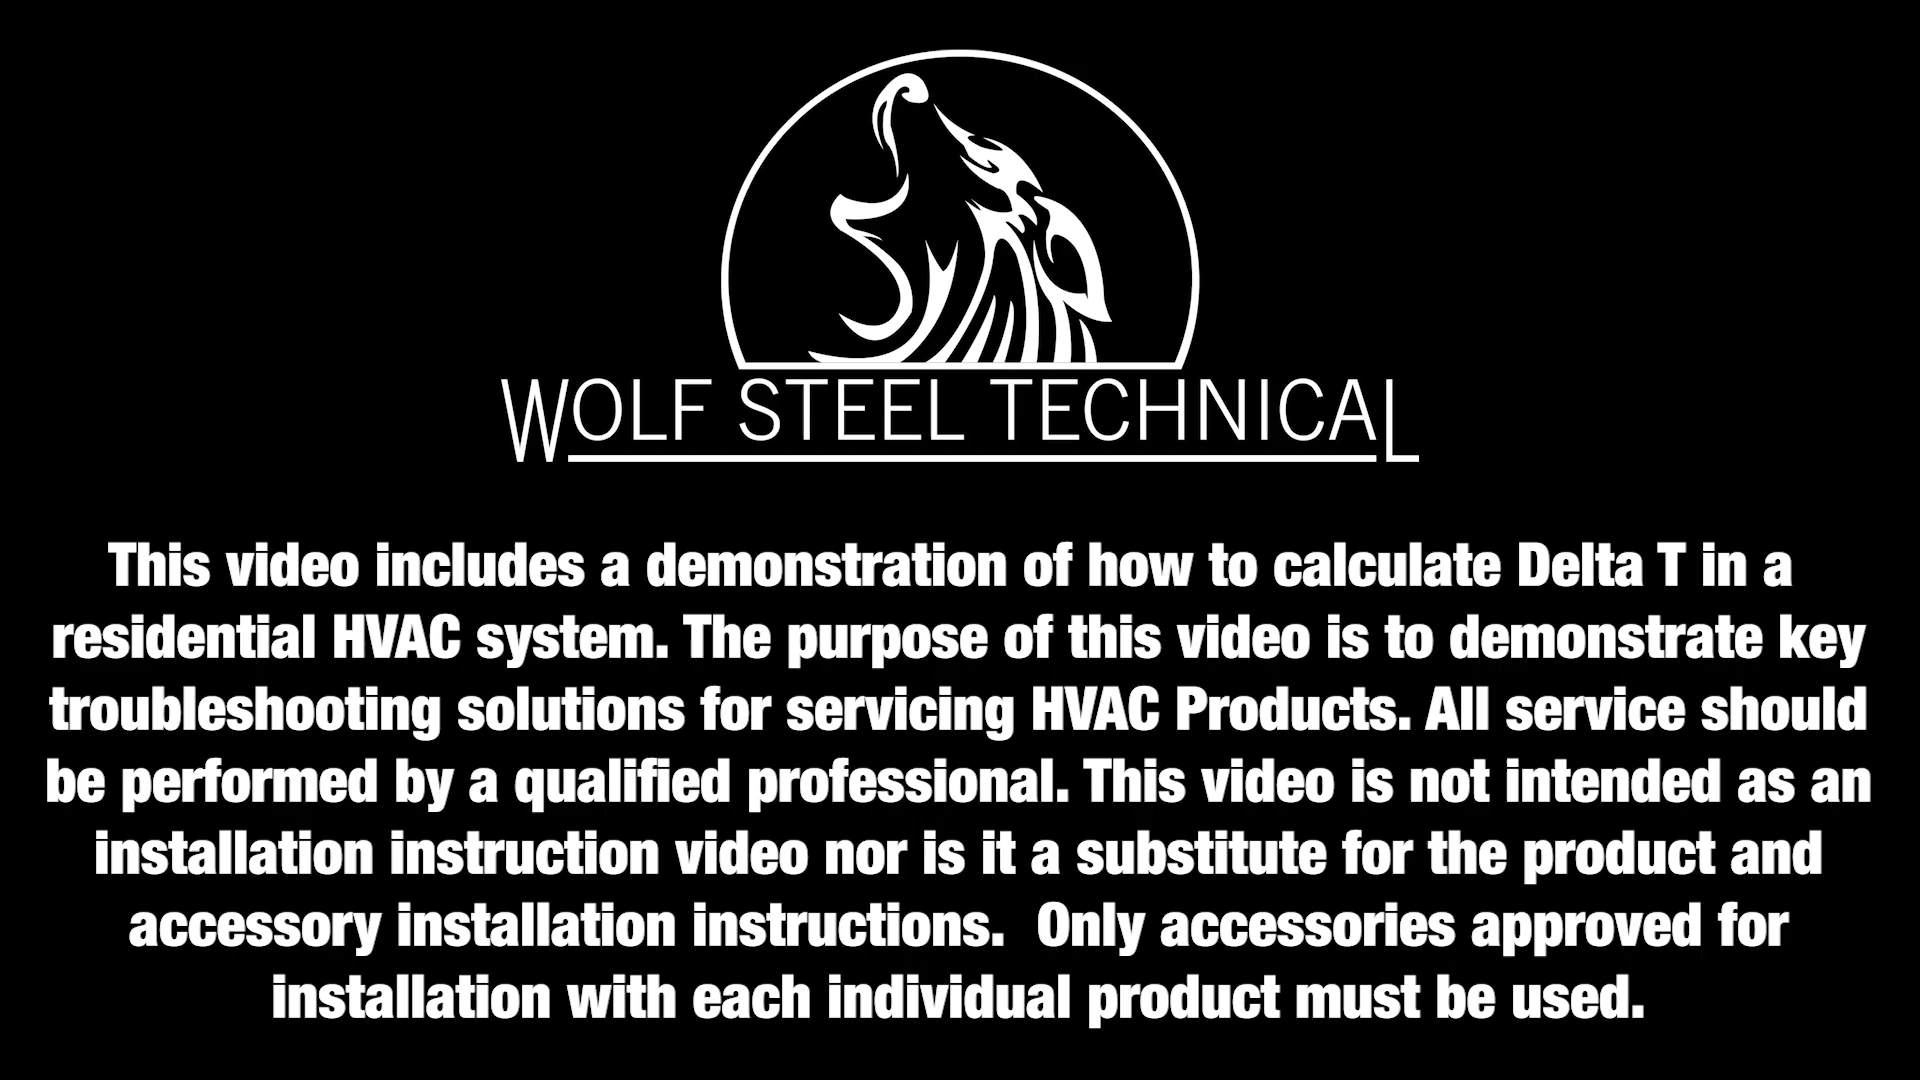 WOLF STEEL TECHNICAL
This video includes a demonstration of how to calculate Delta T in a
residential HVAC system. The purpose of this video is to demonstrate key
troubleshooting solutions for servicing HVAC Products. All service should
be performed by a qualified professional. This video is not intended as an
installation instruction video nor is it a substitute for the product and
accessory installation instructions.  Only accessories approved for
installation with each individual product must be used.